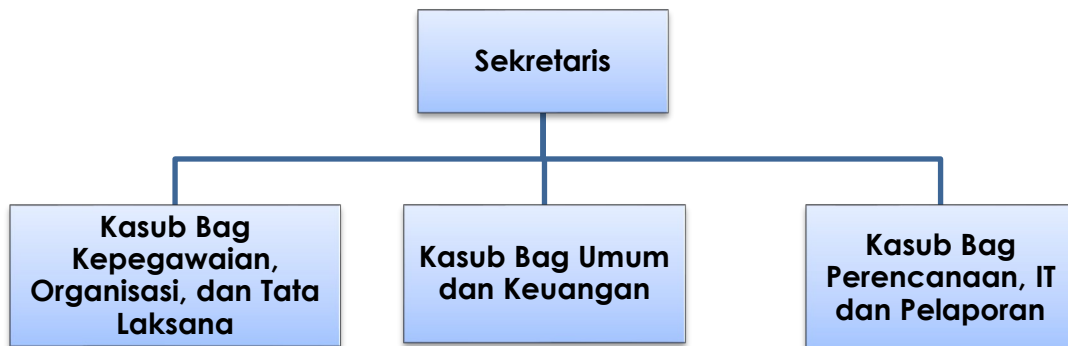 Sekretaris
Kasub Bag
Kepegawaian,
Organisasi, dan Tata
Laksana
Kasub Bag Umum
dan Keuangan
Kasub Bag
Perencanaan, IT
dan Pelaporan